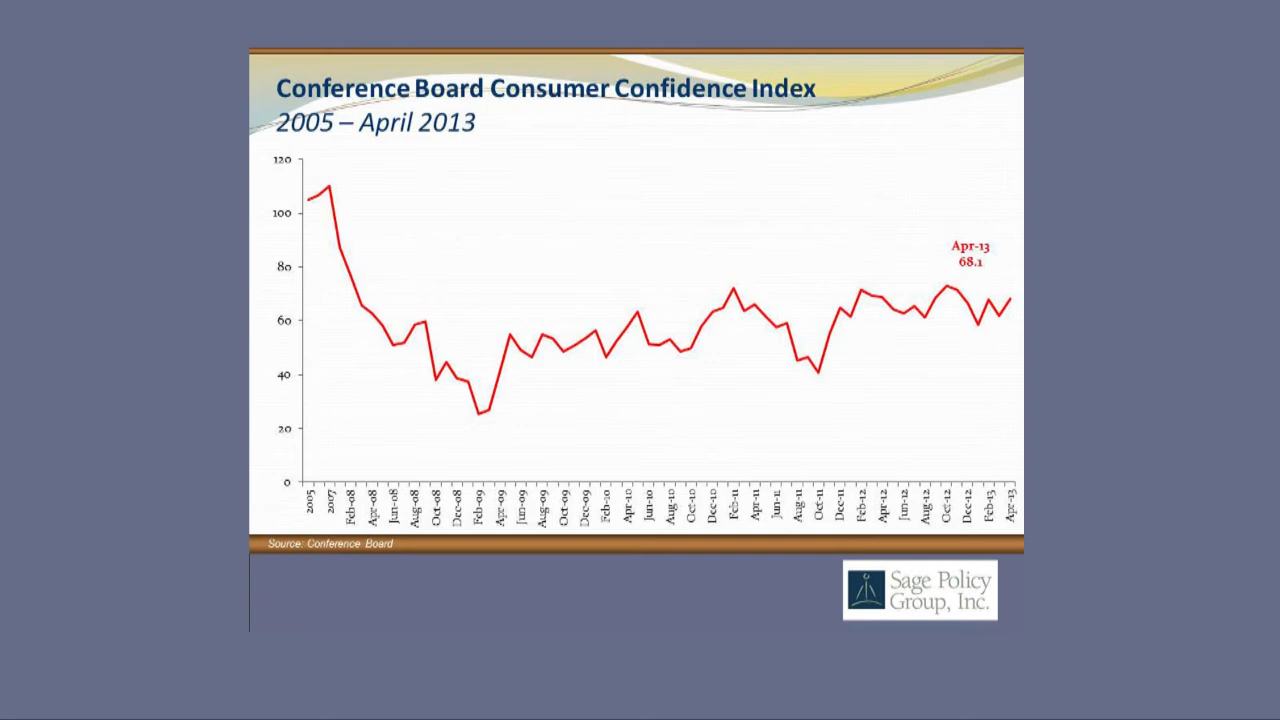 Conference Board Consumer Confidence Index
2005 – April 2013
120
100
80
60
40
20
0
Apr-13
68.1
2005
2007
Feb-08
Apr-08
Jun-08
Aug-08
Oct-08
Dec-08
Feb-09
Apr-09
Jun-09
Aug-09
Oct-09
Dec-09
Feb-10
Apr-10
Jun-10
Aug-10
Oct-10
Dec-10
Feb-11
Apr-11
Jun-11
Aug-11
Oct-11
Dec-11
Feb-12
Apr-12
Jun-12
Aug-12
Oct-12
Dec-12
Feb-13
Apr-13
Source: Conference Board
Sage Policy
Group, Inc.